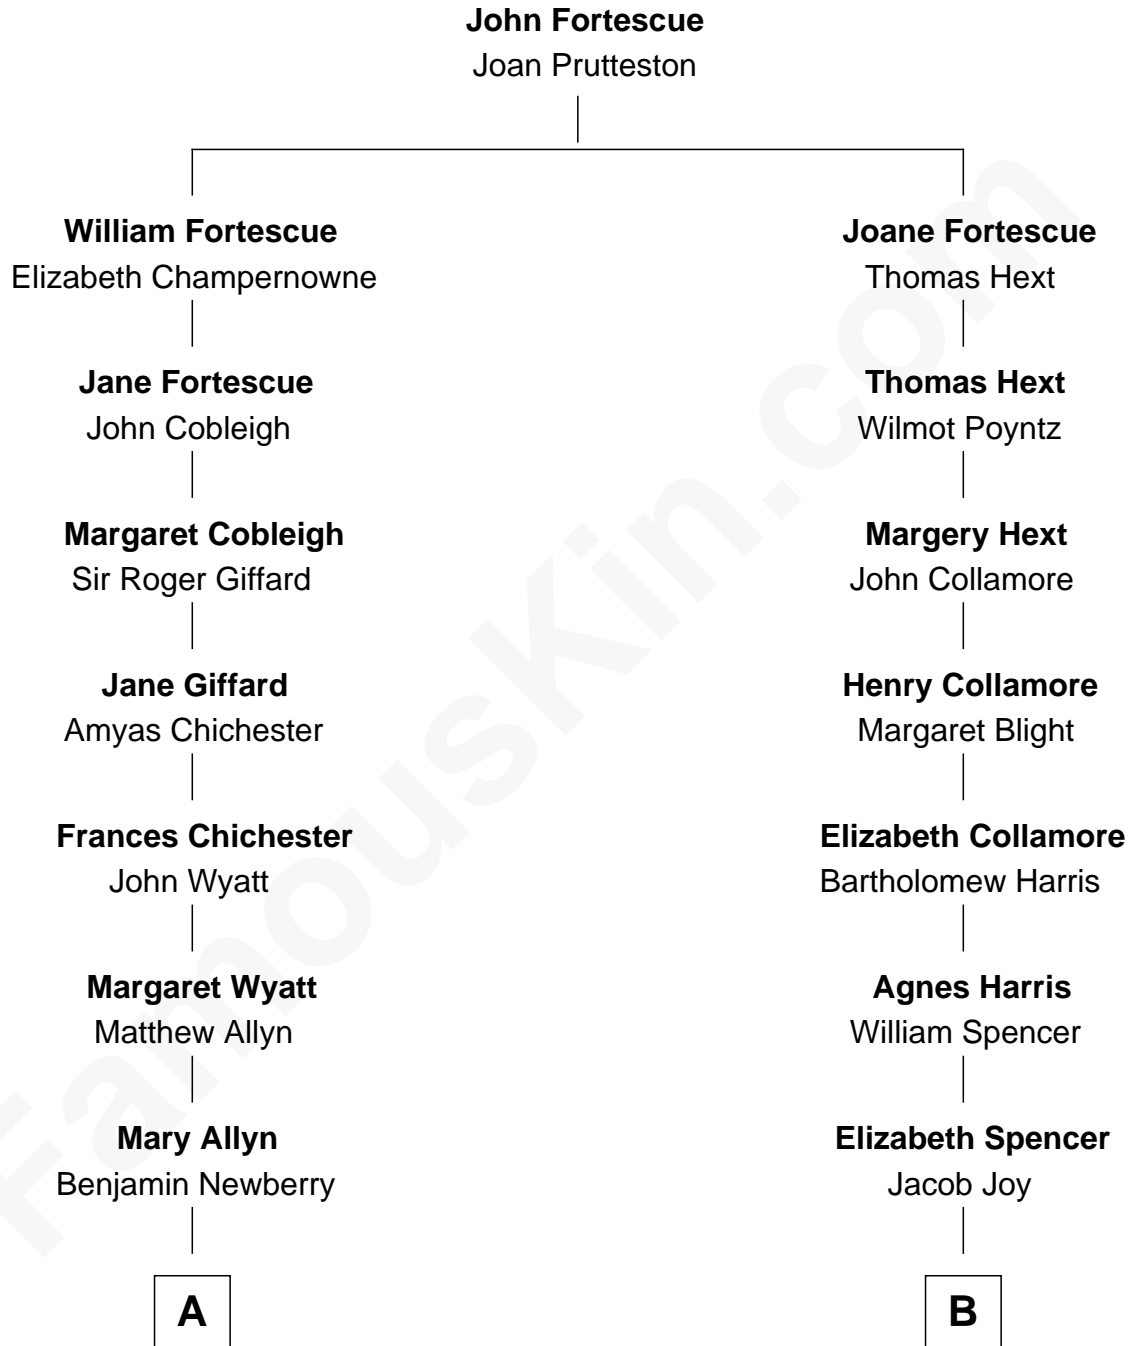 John Fortescue
Joan Prutteston
William Fortescue
Elizabeth Champernowne
Joane Fortescue
Thomas Hext
Jane Fortescue
John Cobleigh
Thomas Hext
Wilmot Poyntz
Margaret Cobleigh
Sir Roger Giffard
Margery Hext
John Collamore
Jane Giffard
Amyas Chichester
Henry Collamore
Margaret Blight
Frances Chichester
John Wyatt
Elizabeth Collamore
Bartholomew Harris
Margaret Wyatt
Matthew Allyn
Agnes Harris
William Spencer
Mary Allyn
Benjamin Newberry
Elizabeth Spencer
Jacob Joy
A
B
FamousKin.com